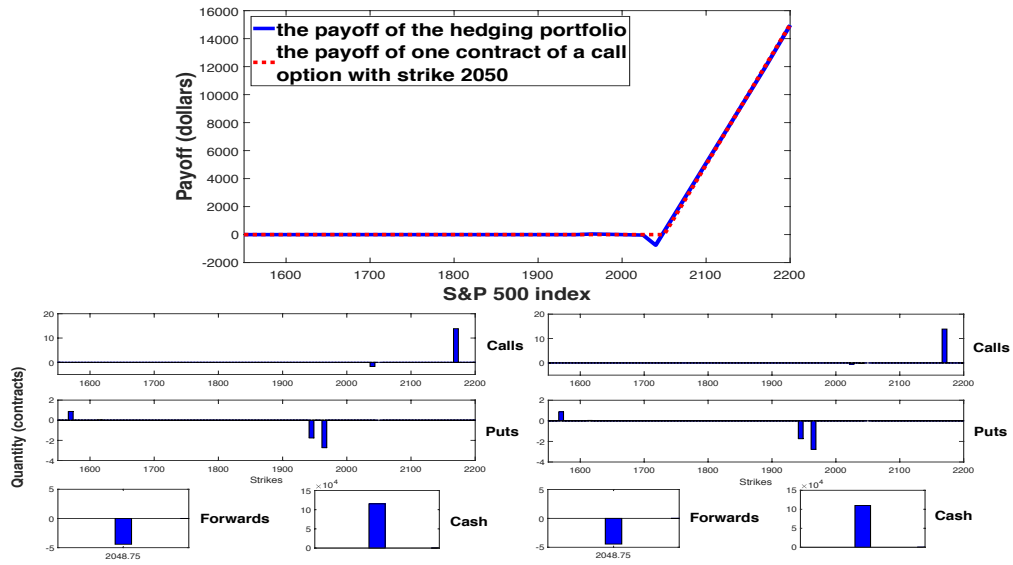 16000
14000
12000
10000
8000
6000
4000
2000
0
-2000
Payoff (dollars)
the payoff of the hedging portfolio
the payoff of one contract of a call
option with strike 2050
1600 1700 1800 1900 2000 2100 2200
S&P 500 index
Quantity (contracts)
20
10
0
1600 1700 1800 1900 2000 2100 2200
Calls
2
0
-2
-4
1600 1700 1800 1900 2000 2100 2200
Strikes
Puts
5
0
-5
2048.75
Forwards
×10⁴
15
10
5
0
Cash
20
10
0
1600 1700 1800 1900 2000 2100 2200
Calls
2
0
-2
-4
1600 1700 1800 1900 2000 2100 2200
Strikes
Puts
5
0
-5
2048.75
Forwards
×10⁴
15
10
5
0
Cash